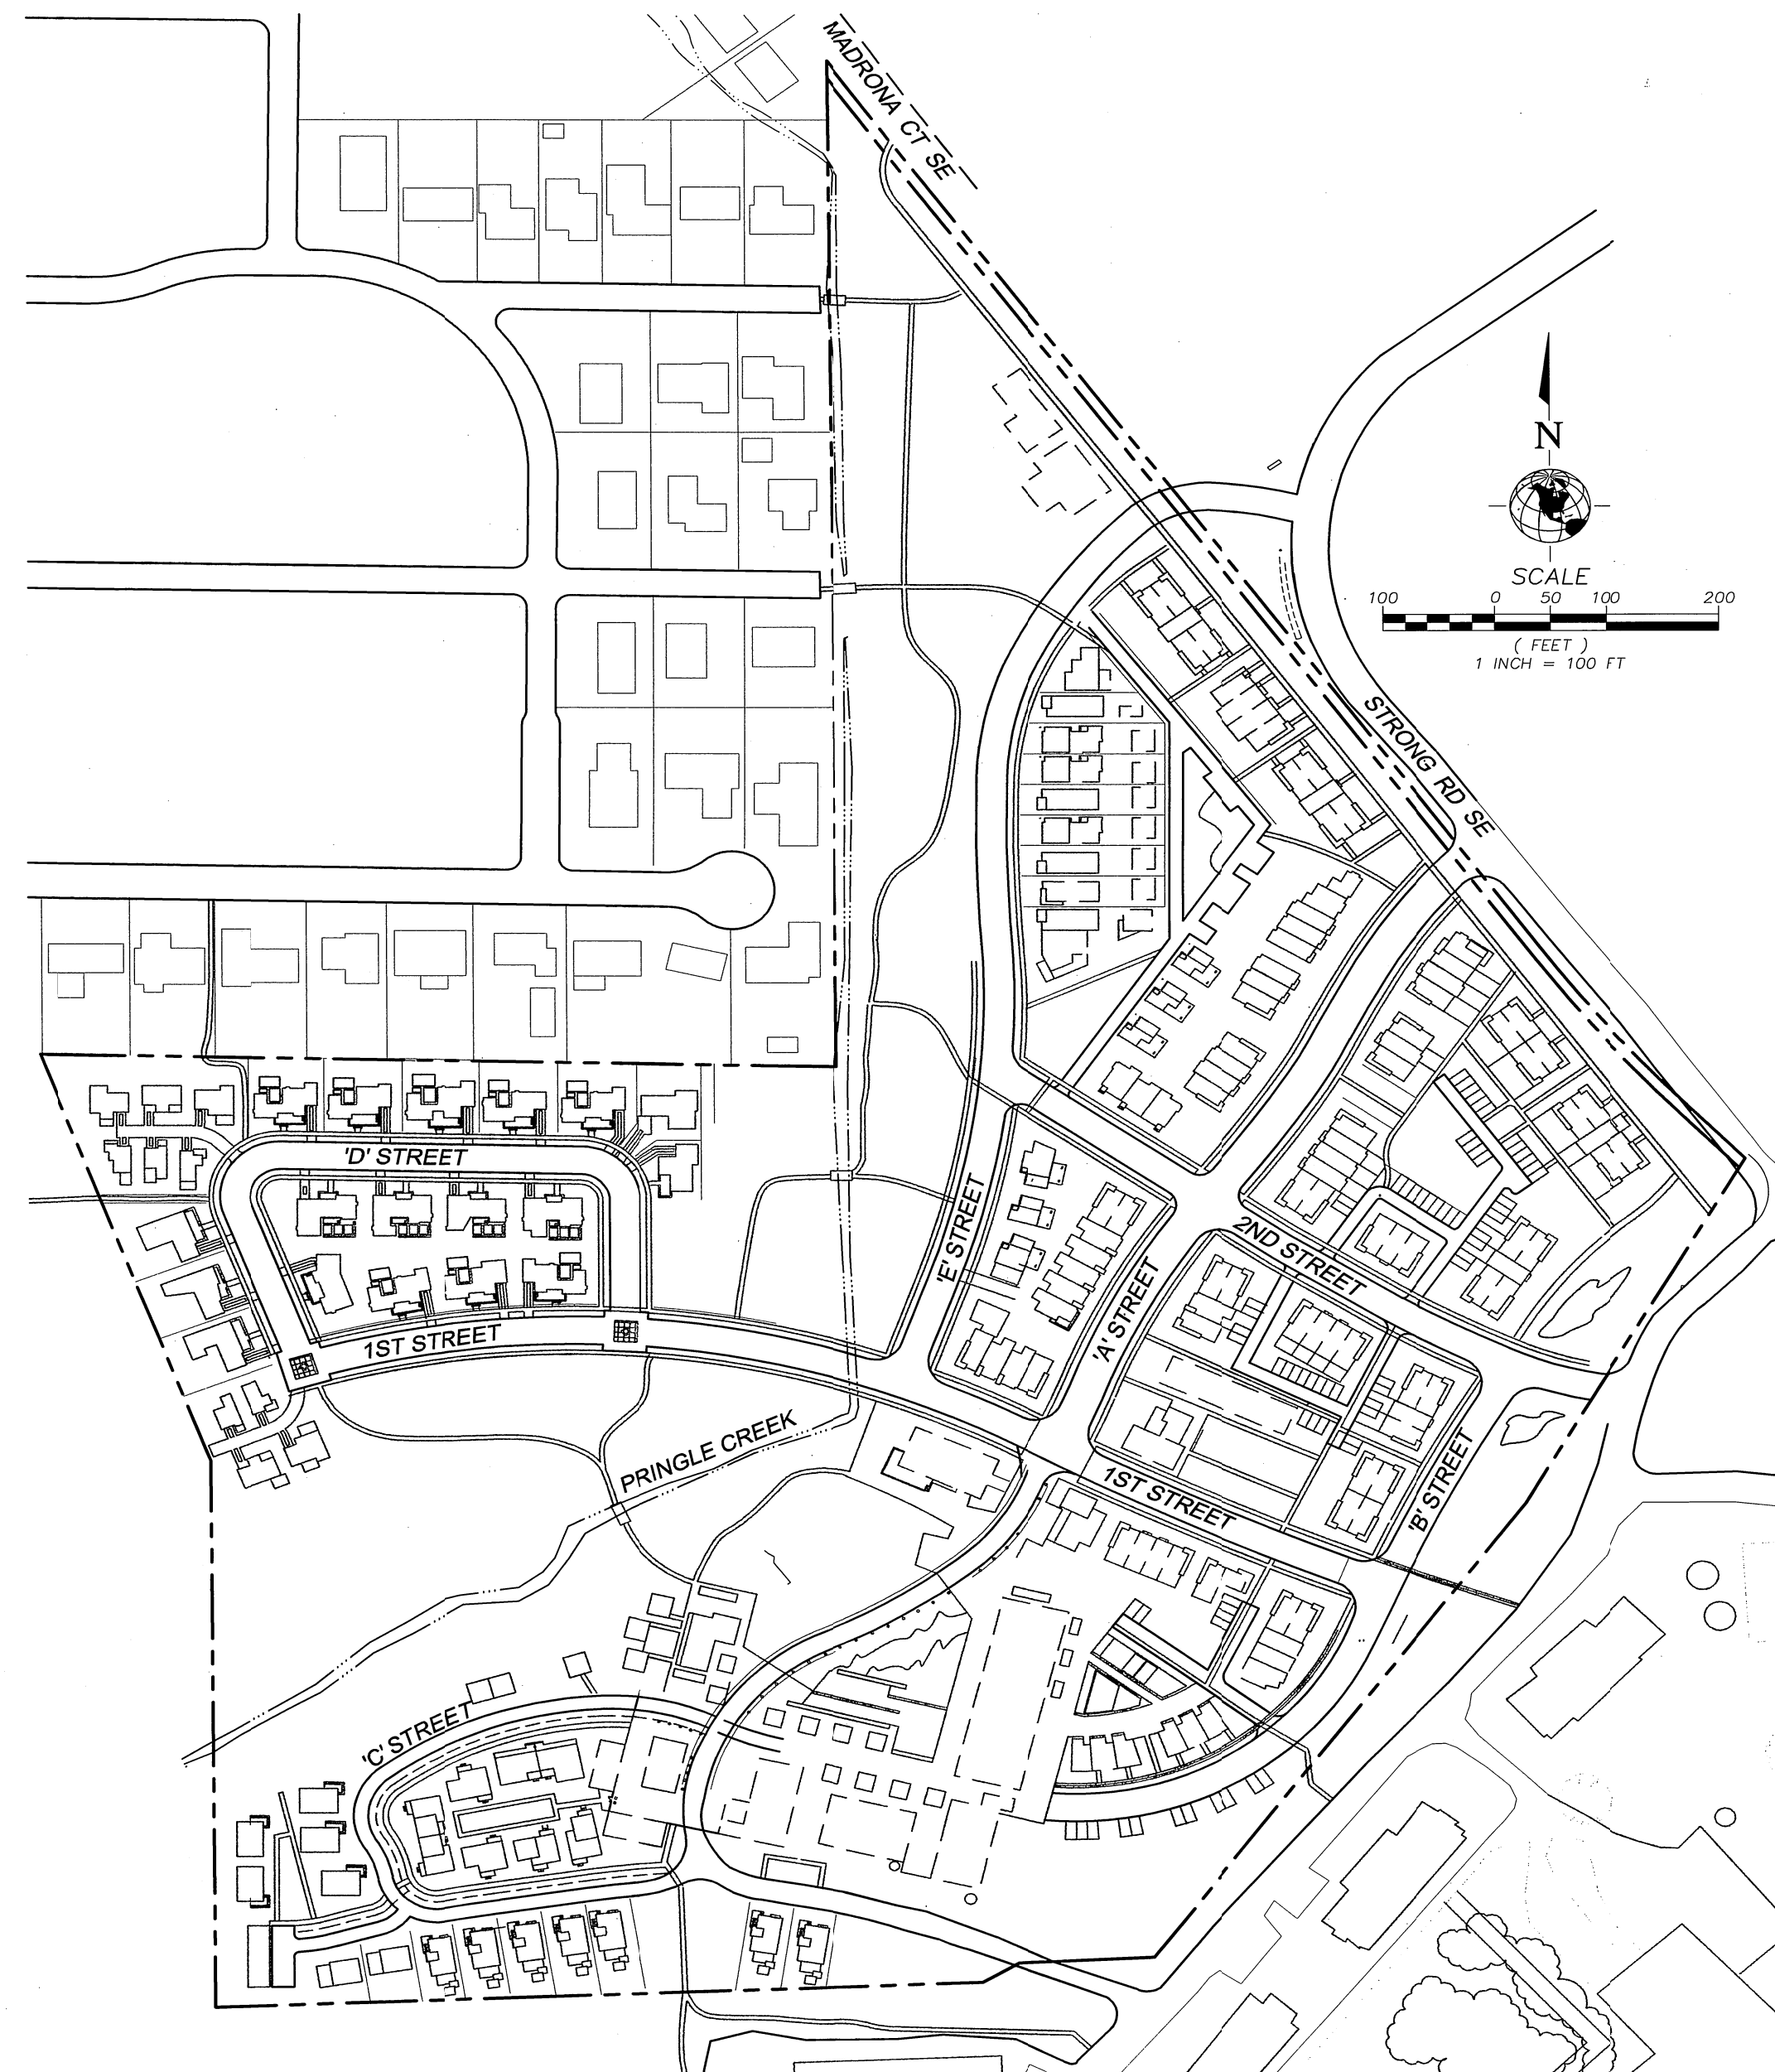 MADRONA CT SE
N
SCALE
100 0 50 100 200
( FEET )
1 INCH = 100 FT
STRONG RD SE
'D' STREET
'E' STREET
2ND STREET
'A' STREET
1ST STREET
PRINGLE CREEK
1ST STREET
'B' STREET
'C' STREET